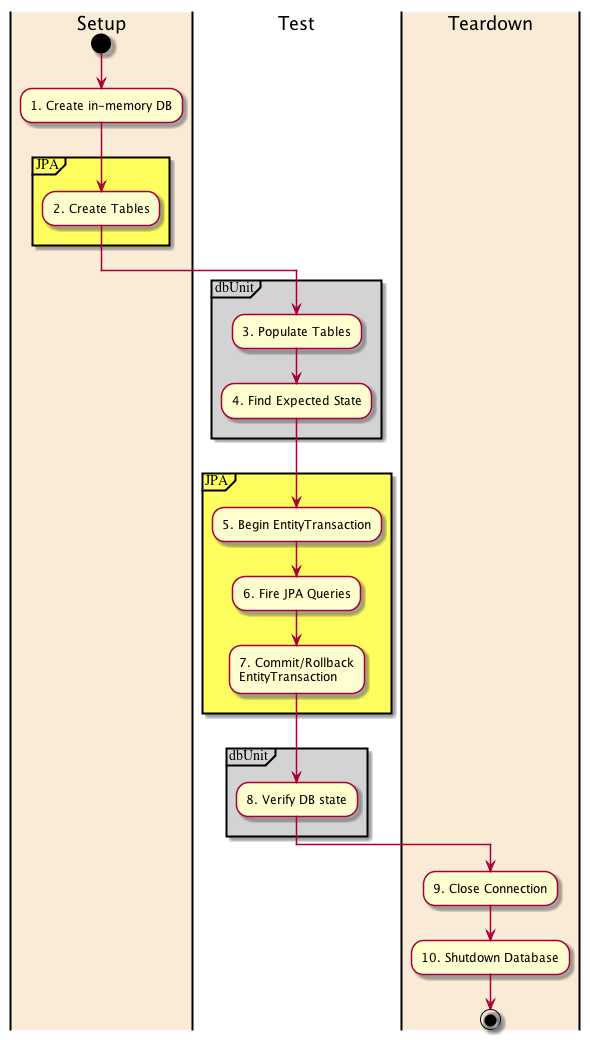 Setup
Test
Teardown
1. Create in-memory DB
JPA
2. Create Tables
dbUnit
3. Populate Tables
4. Find Expected State
JPA
5. Begin EntityTransaction
6. Fire JPA Queries
7. Commit/Rollback
EntityTransaction
dbUnit
8. Verify DB state
9. Close Connection
10. Shutdown Database